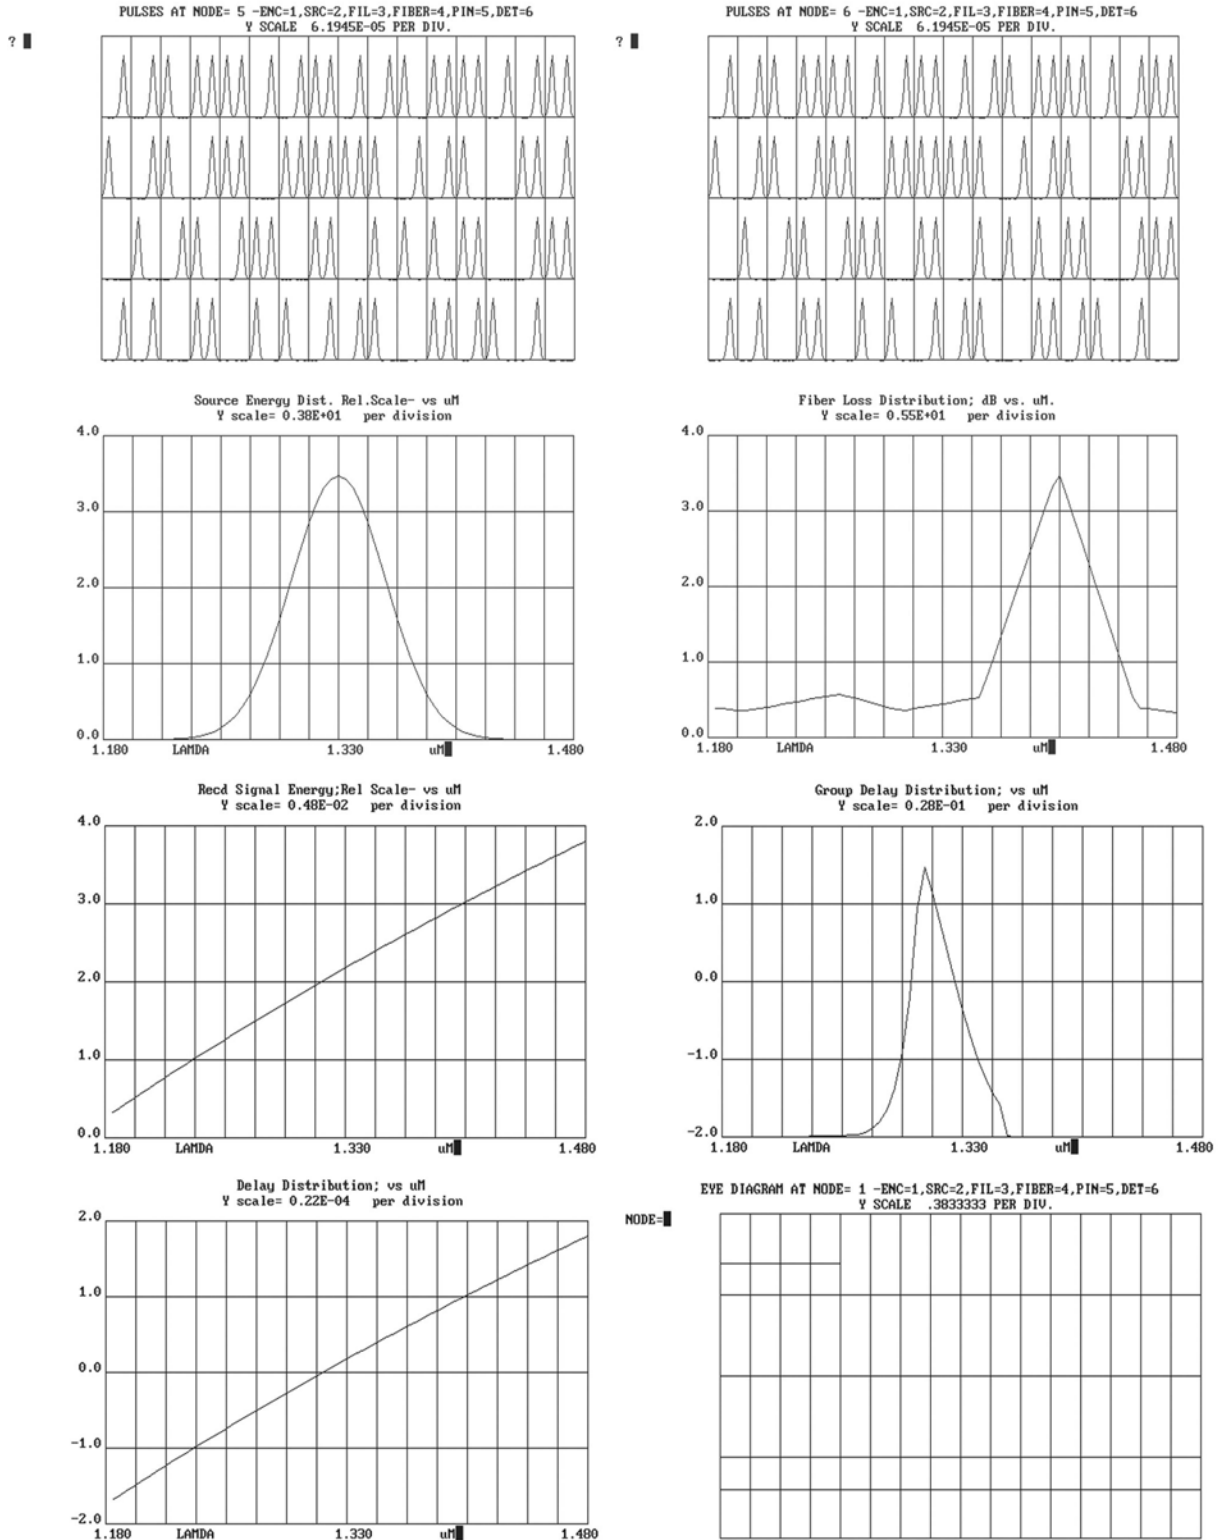 PULSES AT NODE= 5 -ENC=1,SRC=2,FIL=3,FIBER=4,PIN=5,DET=6
Y SCALE 6.1945E-05 PER DIV.
?
PULSES AT NODE= 6 -ENC=1,SRC=2,FIL=3,FIBER=4,PIN=5,DET=6
Y SCALE 6.1945E-05 PER DIV.
?
Source Energy Dist. Rel.Scale- vs uM
Y scale= 0.38E+01 per division
4.0
3.0
2.0
1.0
0.0
1.180 LAMDA 1.330 uM 1.480
Fiber Loss Distribution; dB vs. uM.
Y scale= 0.55E+01 per division
4.0
3.0
2.0
1.0
0.0
1.180 LAMDA 1.330 uM 1.480
Recd Signal Energy;Rel Scale- vs uM
Y scale= 0.48E-02 per division
4.0
3.0
2.0
1.0
0.0
1.180 LAMDA 1.330 uM 1.480
Group Delay Distribution; vs uM
Y scale= 0.28E-01 per division
2.0
1.0
0.0
-1.0
-2.0
1.180 LAMDA 1.330 uM 1.480
Delay Distribution; vs uM
Y scale= 0.22E-04 per division
2.0
1.0
0.0
-1.0
-2.0
1.180 LAMDA 1.330 uM 1.480
EYE DIAGRAM AT NODE= 1 -ENC=1,SRC=2,FIL=3,FIBER=4,PIN=5,DET=6
Y SCALE .3833333 PER DIV.
NODE=